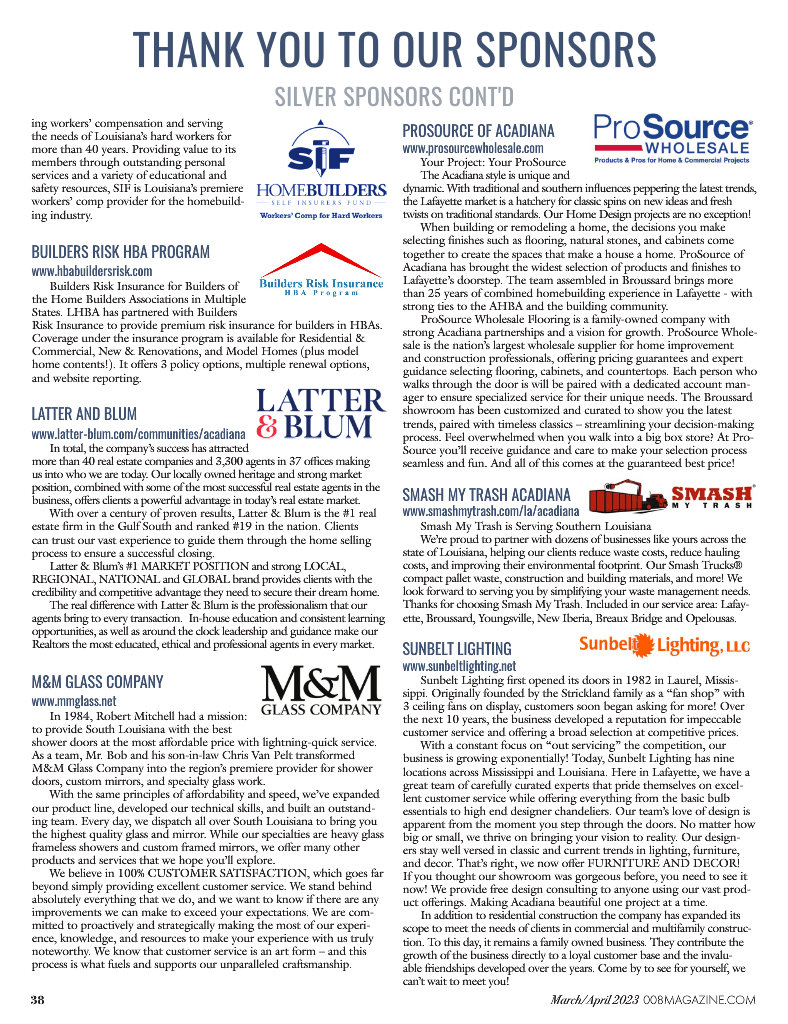 THANK YOU TO OUR SPONSORS
SILVER SPONSORS CONT'D
ing workers' compensation and serving
the needs of Louisiana's hard workers for
more than 40 years. Providing value to its
members through outstanding personal
services and a variety of educational and
safety resources, SIF is Louisiana's premiere
workers' comp provider for the homebuild-
ing industry.
SIF
HOMEBUILDERS
SELF INSURERS FUND
Workers' Comp for Hard Workers
BUILDERS RISK HBA PROGRAM
www.hbabuildersrisk.com
Builders Risk Insurance
HBA Program
Builders Risk Insurance for Builders of
the Home Builders Associations in Multiple
States. LHBA has partnered with Builders
Risk Insurance to provide premium risk insurance for builders in HBAs.
Coverage under the insurance program is available for Residential &
Commercial, New & Renovations, and Model Homes (plus model
home contents!). It offers 3 policy options, multiple renewal options,
and website reporting.
LATTER AND BLUM
www.latter-blum.com/communities/acadiana
LATTER
& BLUM
In total, the company's success has attracted
more than 40 real estate companies and 3,300 agents in 37 offices making
us into who we are today. Our locally owned heritage and strong market
position, combined with some of the most successful real estate agents in the
business, offers clients a powerful advantage in today's real estate market.
With over a century of proven results, Latter & Blum is the #1 real
estate firm in the Gulf South and ranked #19 in the nation. Clients
can trust our vast experience to guide them through the home selling
process to ensure a successful closing.
Latter & Blum's #1 MARKET POSITION and strong LOCAL,
REGIONAL, NATIONAL and GLOBAL brand provides clients with the
credibility and competitive advantage they need to secure their dream home.
The real difference with Latter & Blum is the professionalism that our
agents bring to every transaction. In-house education and consistent learning
opportunities, as well as around the clock leadership and guidance make our
Realtors the most educated, ethical and professional agents in every market.
M&M GLASS COMPANY
www.mmglass.net
M&M
GLASS COMPANY
In 1984, Robert Mitchell had a mission:
to provide South Louisiana with the best
shower doors at the most affordable price with lightning-quick service.
As a team, Mr. Bob and his son-in-law Chris Van Pelt transformed
M&M Glass Company into the region's premiere provider for shower
doors, custom mirrors, and specialty glass work.
With the same principles of affordability and speed, we've expanded
our product line, developed our technical skills, and built an outstand-
ing team. Every day, we dispatch all over South Louisiana to bring you
the highest quality glass and mirror. While our specialties are heavy glass
frameless showers and custom framed mirrors, we offer many other
products and services that we hope you'll explore.
We believe in 100% CUSTOMER SATISFACTION, which goes far
beyond simply providing excellent customer service. We stand behind
absolutely everything that we do, and we want to know if there are any
improvements we can make to exceed your expectations. We are com-
mitted to proactively and strategically making the most of our experi-
ence, knowledge, and resources to make your experience with us truly
noteworthy. We know that customer service is an art form – and this
process is what fuels and supports our unparalleled craftsmanship.
PROSOURCE OF ACADIANA
www.prosourcewholesale.com
ProSource®
WHOLESALE
Products & Pros for Home & Commercial Projects
Your Project: Your ProSource
The Acadiana style is unique and
dynamic. With traditional and southern influences peppering the latest trends,
the Lafayette market is a hatchery for classic spins on new ideas and fresh
twists on traditional standards. Our Home Design projects are no exception!
When building or remodeling a home, the decisions you make
selecting finishes such as flooring, natural stones, and cabinets come
together to create the spaces that make a house a home. ProSource of
Acadiana has brought the widest selection of products and finishes to
Lafayette's doorstep. The team assembled in Broussard brings more
than 25 years of combined homebuilding experience in Lafayette - with
strong ties to the AHBA and the building community.
ProSource Wholesale Flooring is a family-owned company with
strong Acadiana partnerships and a vision for growth. ProSource Whole-
sale is the nation's largest wholesale supplier for home improvement
and construction professionals, offering pricing guarantees and expert
guidance selecting flooring, cabinets, and countertops. Each person who
walks through the door is will be paired with a dedicated account man-
ager to ensure specialized service for their unique needs. The Broussard
showroom has been customized and curated to show you the latest
trends, paired with timeless classics – streamlining your decision-making
process. Feel overwhelmed when you walk into a big box store? At Pro-
Source you'll receive guidance and care to make your selection process
seamless and fun. And all of this comes at the guaranteed best price!
SMASH MY TRASH ACADIANA
www.smashmytrash.com/la/acadiana
SMASH®
MY TRASH
Smash My Trash is Serving Southern Louisiana
We're proud to partner with dozens of businesses like yours across the
state of Louisiana, helping our clients reduce waste costs, reduce hauling
costs, and improving their environmental footprint. Our Smash Trucks®
compact pallet waste, construction and building materials, and more! We
look forward to serving you by simplifying your waste management needs.
Thanks for choosing Smash My Trash. Included in our service area: Lafay-
ette, Broussard, Youngsville, New Iberia, Breaux Bridge and Opelousas.
SUNBELT LIGHTING
www.sunbeltlighting.net
Sunbelt Lighting, LLC
Sunbelt Lighting first opened its doors in 1982 in Laurel, Missis-
sippi. Originally founded by the Strickland family as a “fan shop” with
3 ceiling fans on display, customers soon began asking for more! Over
the next 10 years, the business developed a reputation for impeccable
customer service and offering a broad selection at competitive prices.
With a constant focus on “out servicing” the competition, our
business is growing exponentially! Today, Sunbelt Lighting has nine
locations across Mississippi and Louisiana. Here in Lafayette, we have a
great team of carefully curated experts that pride themselves on excel-
lent customer service while offering everything from the basic bulb
essentials to high end designer chandeliers. Our team's love of design is
apparent from the moment you step through the doors. No matter how
big or small, we thrive on bringing your vision to reality. Our design-
ers stay well versed in classic and current trends in lighting, furniture,
and decor. That's right, we now offer FURNITURE AND DECOR!
If you thought our showroom was gorgeous before, you need to see it
now! We provide free design consulting to anyone using our vast prod-
uct offerings. Making Acadiana beautiful one project at a time.
In addition to residential construction the company has expanded its
scope to meet the needs of clients in commercial and multifamily construc-
tion. To this day, it remains a family owned business. They contribute the
growth of the business directly to a loyal customer base and the invalu-
able friendships developed over the years. Come by to see for yourself, we
can't wait to meet you!
38
March/April 2023 008MAGAZINE.COM